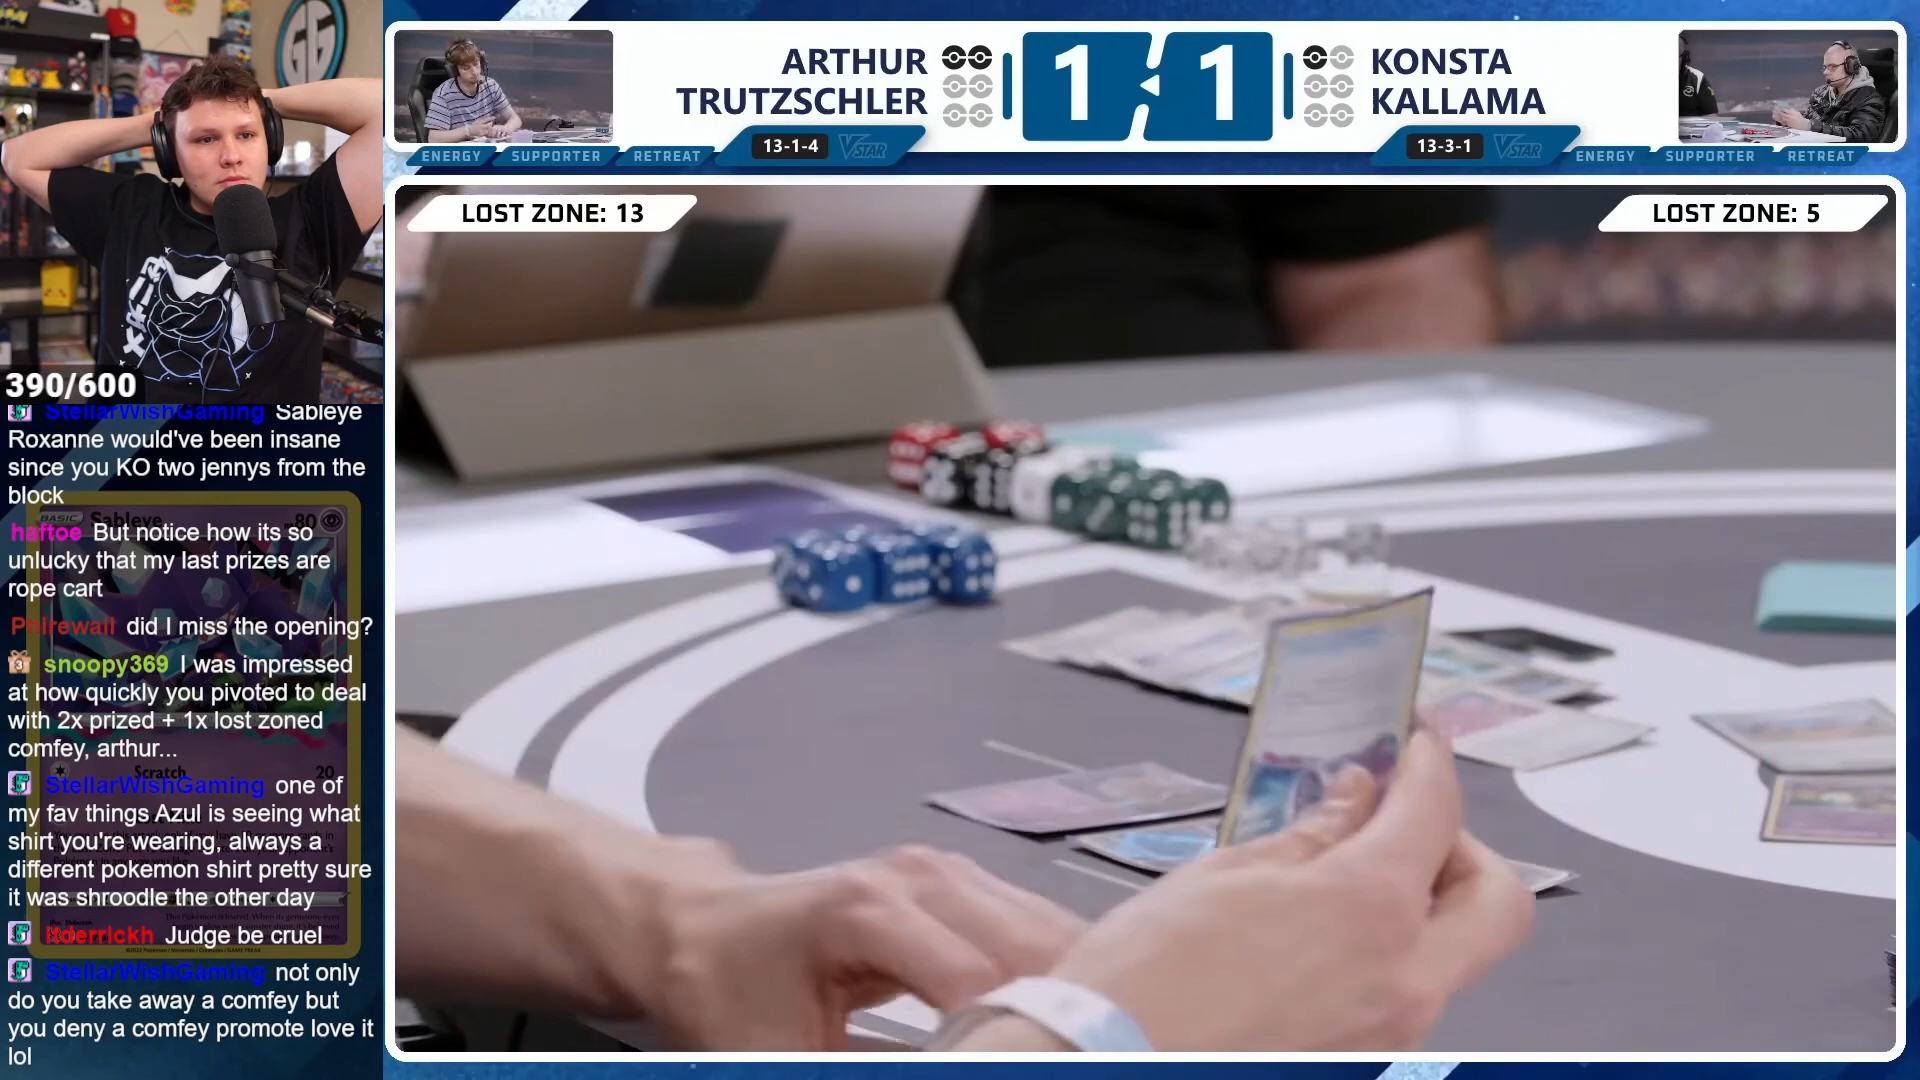 ARTHUR
TRUTZSCHLER
1
1
KONSTA
KALLAMA
13-1-4
VSTAR
13-3-1
VSTAR
ENERGY
SUPPORTER
RETREAT
ENERGY
SUPPORTER
RETREAT
LOST ZONE: 13
LOST ZONE: 5
390/600
StellarWishGaming Sableye
Roxanne would've been insane
since you KO two jennys from the
block
haftoe But notice how its so
unlucky that my last prizes are
rope cart
Phirewall did I miss the opening?
snoopy369 I was impressed
at how quickly you pivoted to deal
with 2x prized + 1x lost zoned
comfey, arthur...
StellarWishGaming one of
my fav things Azul is seeing what
shirt you're wearing, always a
different pokemon shirt pretty sure
it was shroodle the other day
ltderrickh Judge be cruel
StellarWishGaming not only
do you take away a comfey but
you deny a comfey promote love it
lol
BASIC
Sableye
80
Scratch
20